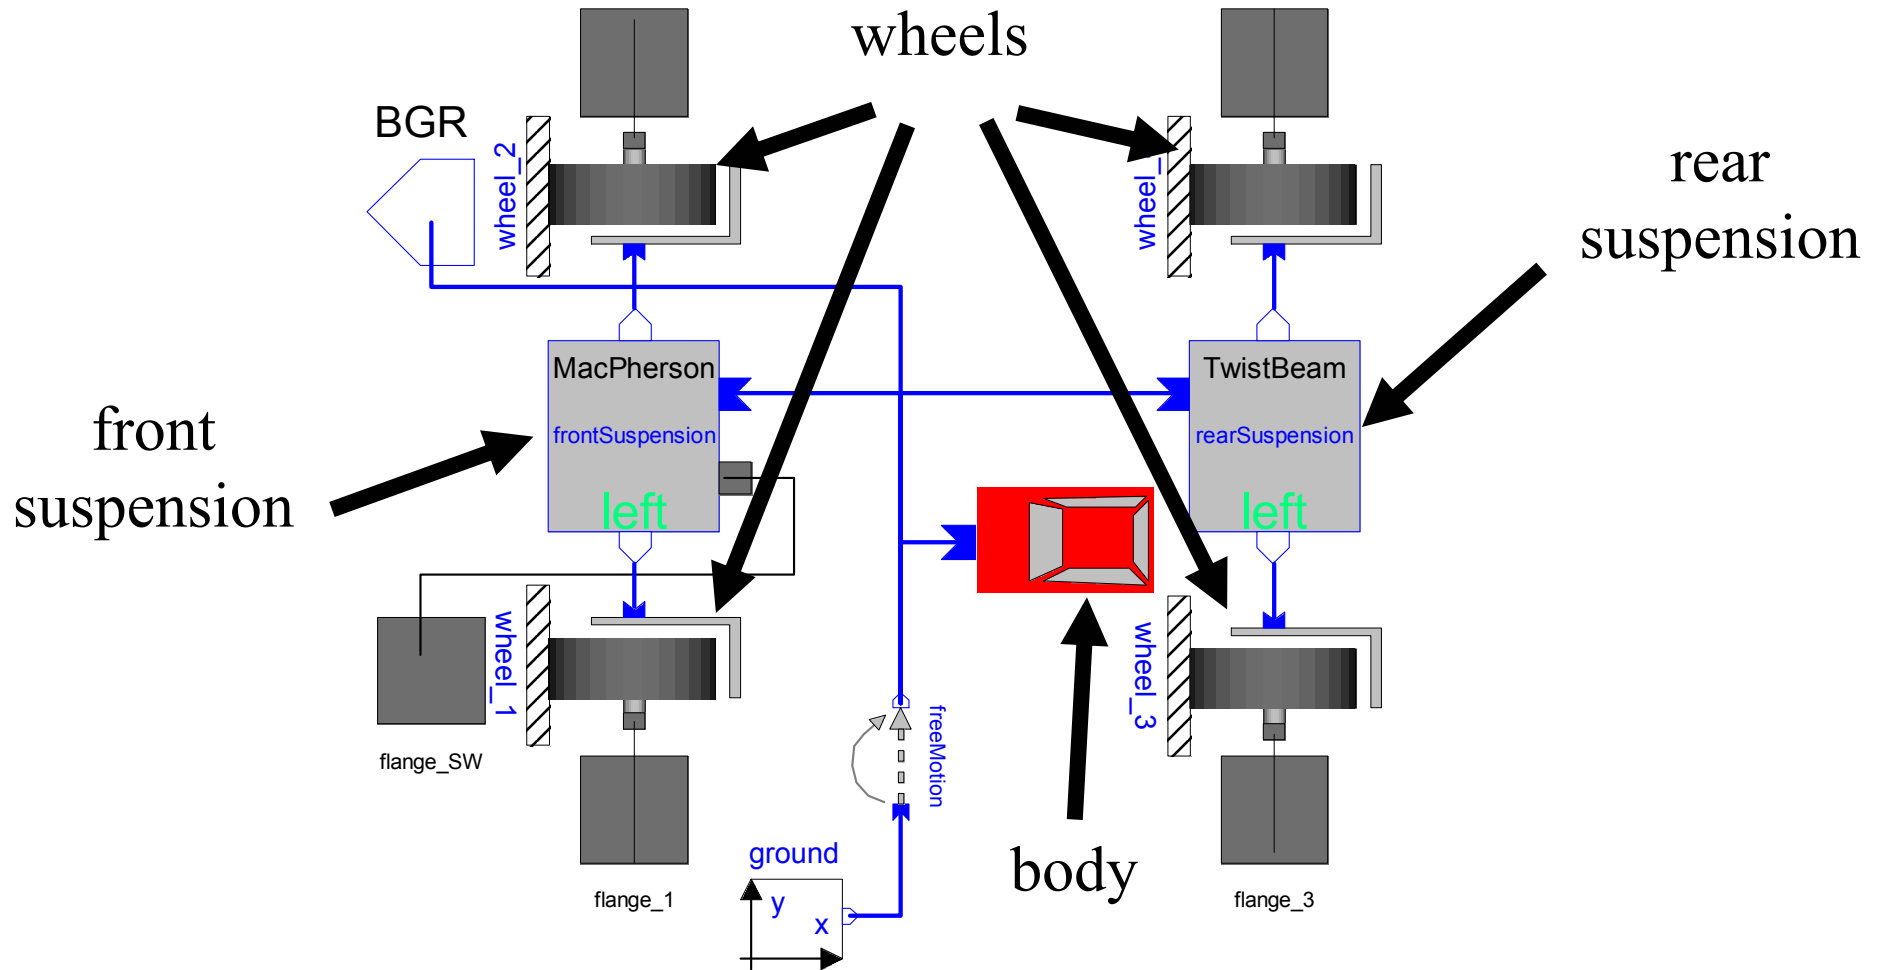 wheels
BGR
wheel_2
rear
suspension
MacPherson
TwistBeam
frontSuspension
rearSuspension
front
suspension
left
left
wheel_1
wheel_3
flange_SW
freeMotion
ground
y
x
body
flange_1
flange_3